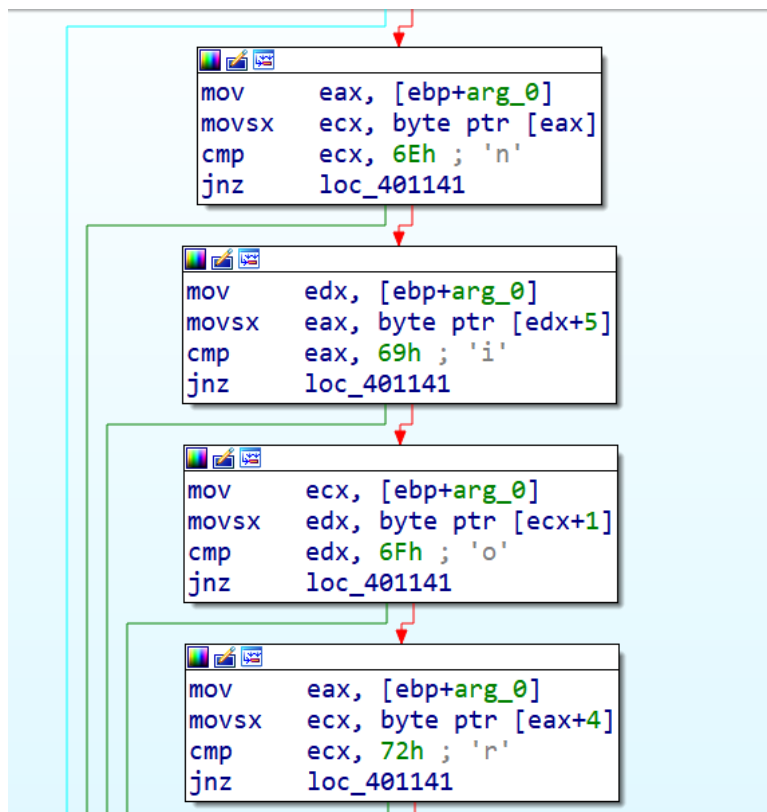 mov eax, [ebp+arg_0]
movsx ecx, byte ptr [eax]
cmp ecx, 6Eh ; 'n'
jnz loc_401141
mov edx, [ebp+arg_0]
movsx eax, byte ptr [edx+5]
cmp eax, 69h ; 'i'
jnz loc_401141
mov ecx, [ebp+arg_0]
movsx edx, byte ptr [ecx+1]
cmp edx, 6Fh ; 'o'
jnz loc_401141
mov eax, [ebp+arg_0]
movsx ecx, byte ptr [eax+4]
cmp ecx, 72h ; 'r'
jnz loc_401141